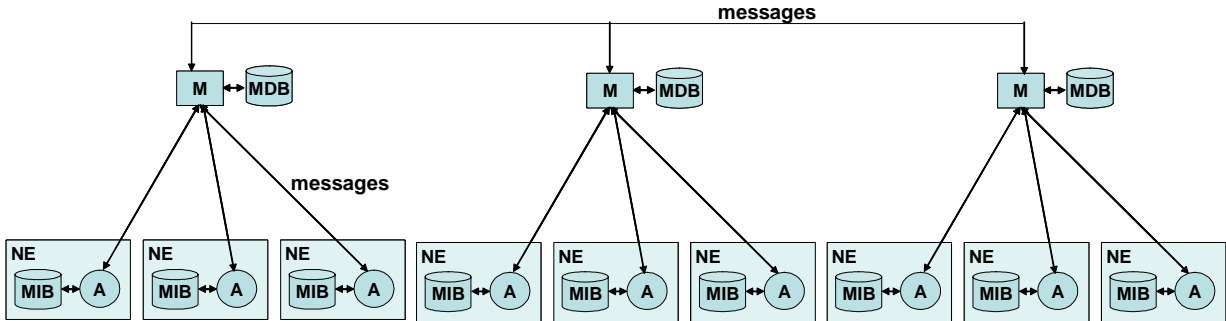 messages
M MDB M MDB M MDB
messages
NE NE NE NE NE NE NE NE NE
MIB A MIB A MIB A MIB A MIB A MIB A MIB A MIB A MIB A